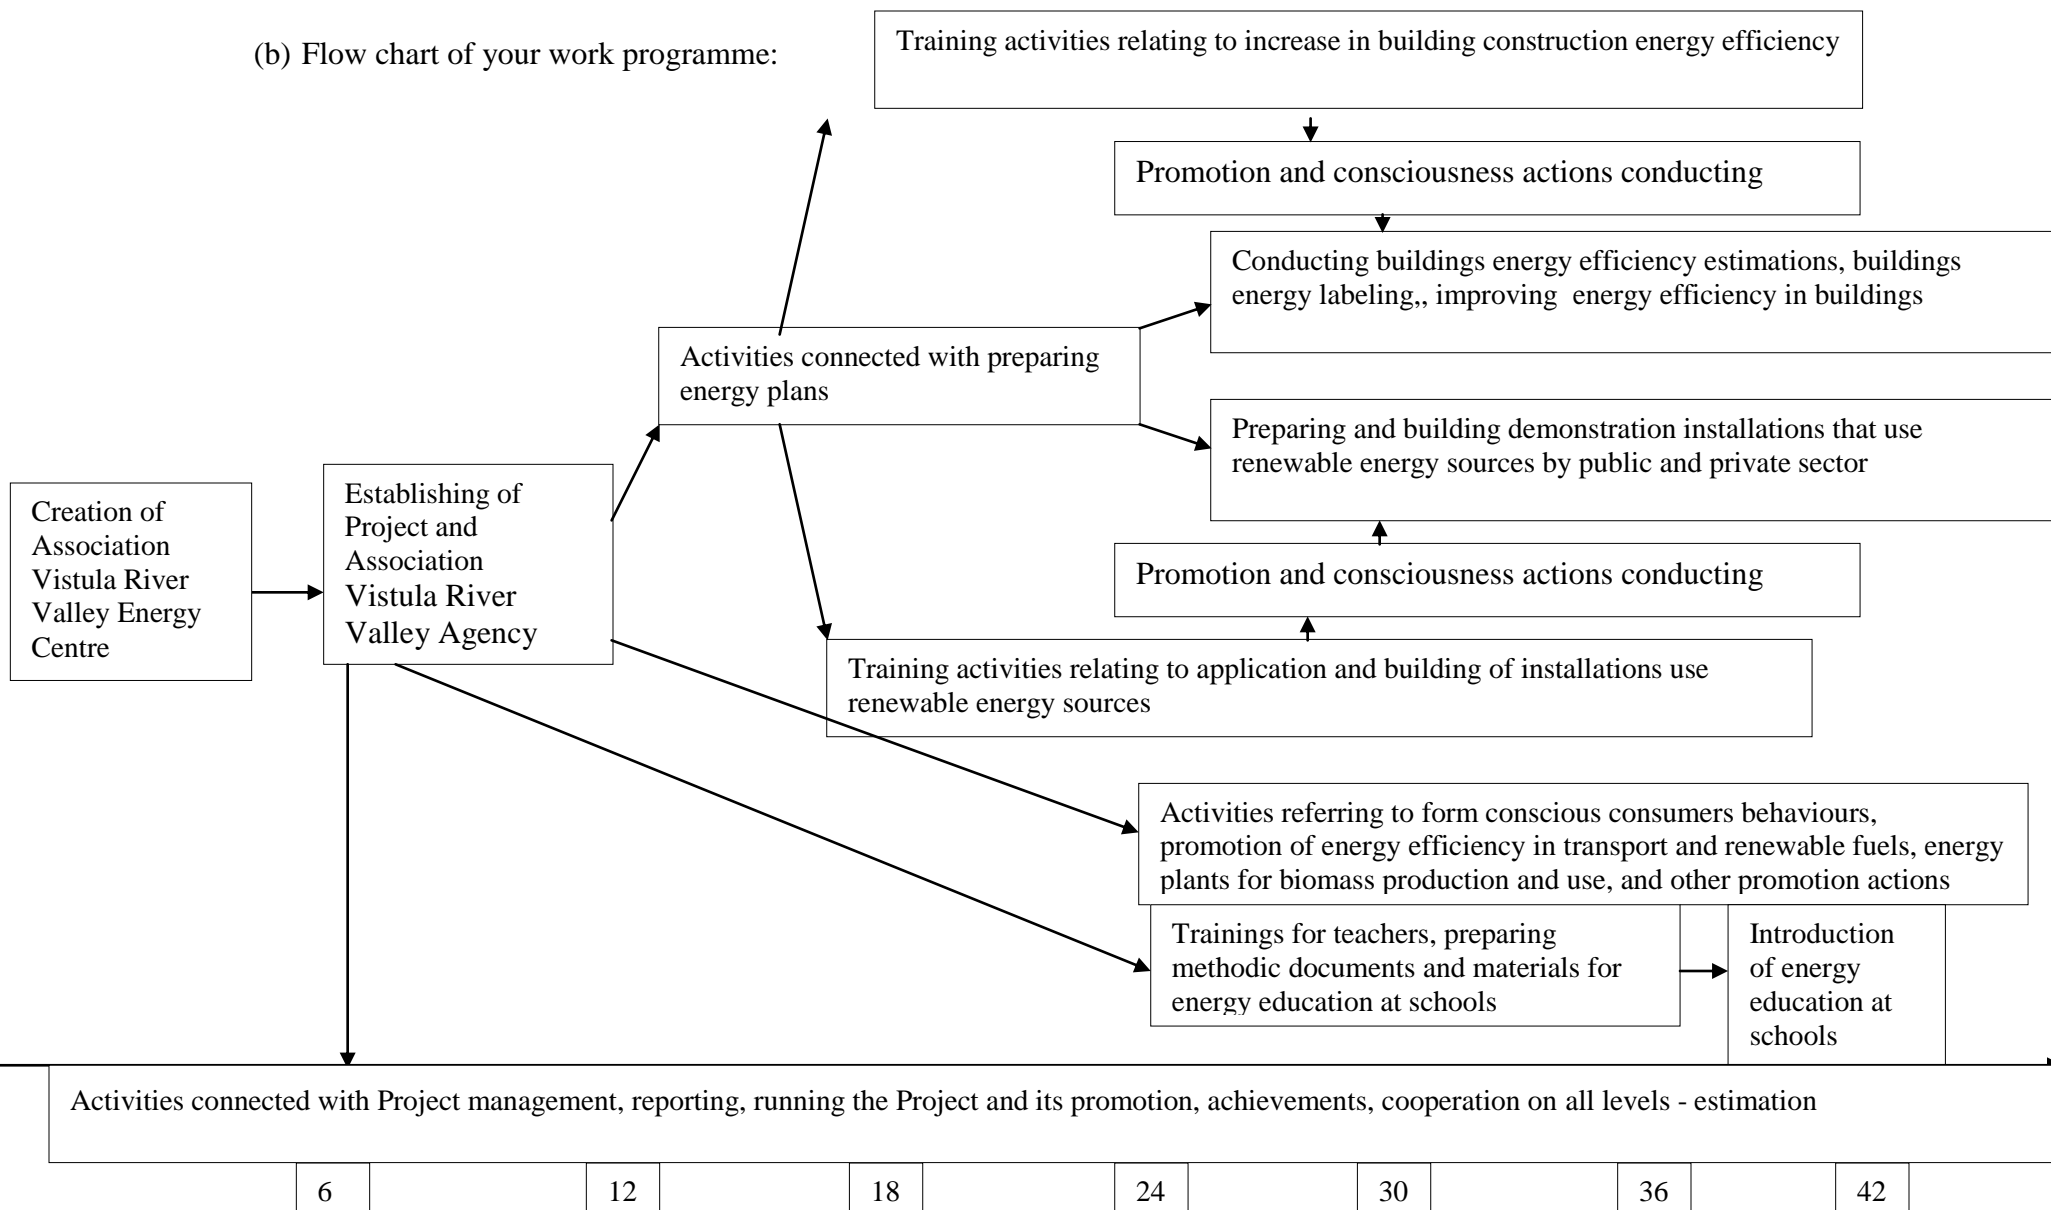 (b) Flow chart of your work programme:
Training activities relating to increase in building construction energy efficiency
Promotion and consciousness actions conducting
Conducting buildings energy efficiency estimations, buildings
energy labeling,, improving energy efficiency in buildings
Activities connected with preparing
energy plans
Preparing and building demonstration installations that use
renewable energy sources by public and private sector
Creation of
Association
Vistula River
Valley Energy
Centre
Establishing of
Project and
Association
Vistula River
Valley Agency
Promotion and consciousness actions conducting
Training activities relating to application and building of installations use
renewable energy sources
Activities referring to form conscious consumers behaviours,
promotion of energy efficiency in transport and renewable fuels, energy
plants for biomass production and use, and other promotion actions
Trainings for teachers, preparing
methodic documents and materials for
energy education at schools
Introduction
of energy
education at
schools
Activities connected with Project management, reporting, running the Project and its promotion, achievements, cooperation on all levels - estimation
6 12 18 24 30 36 42